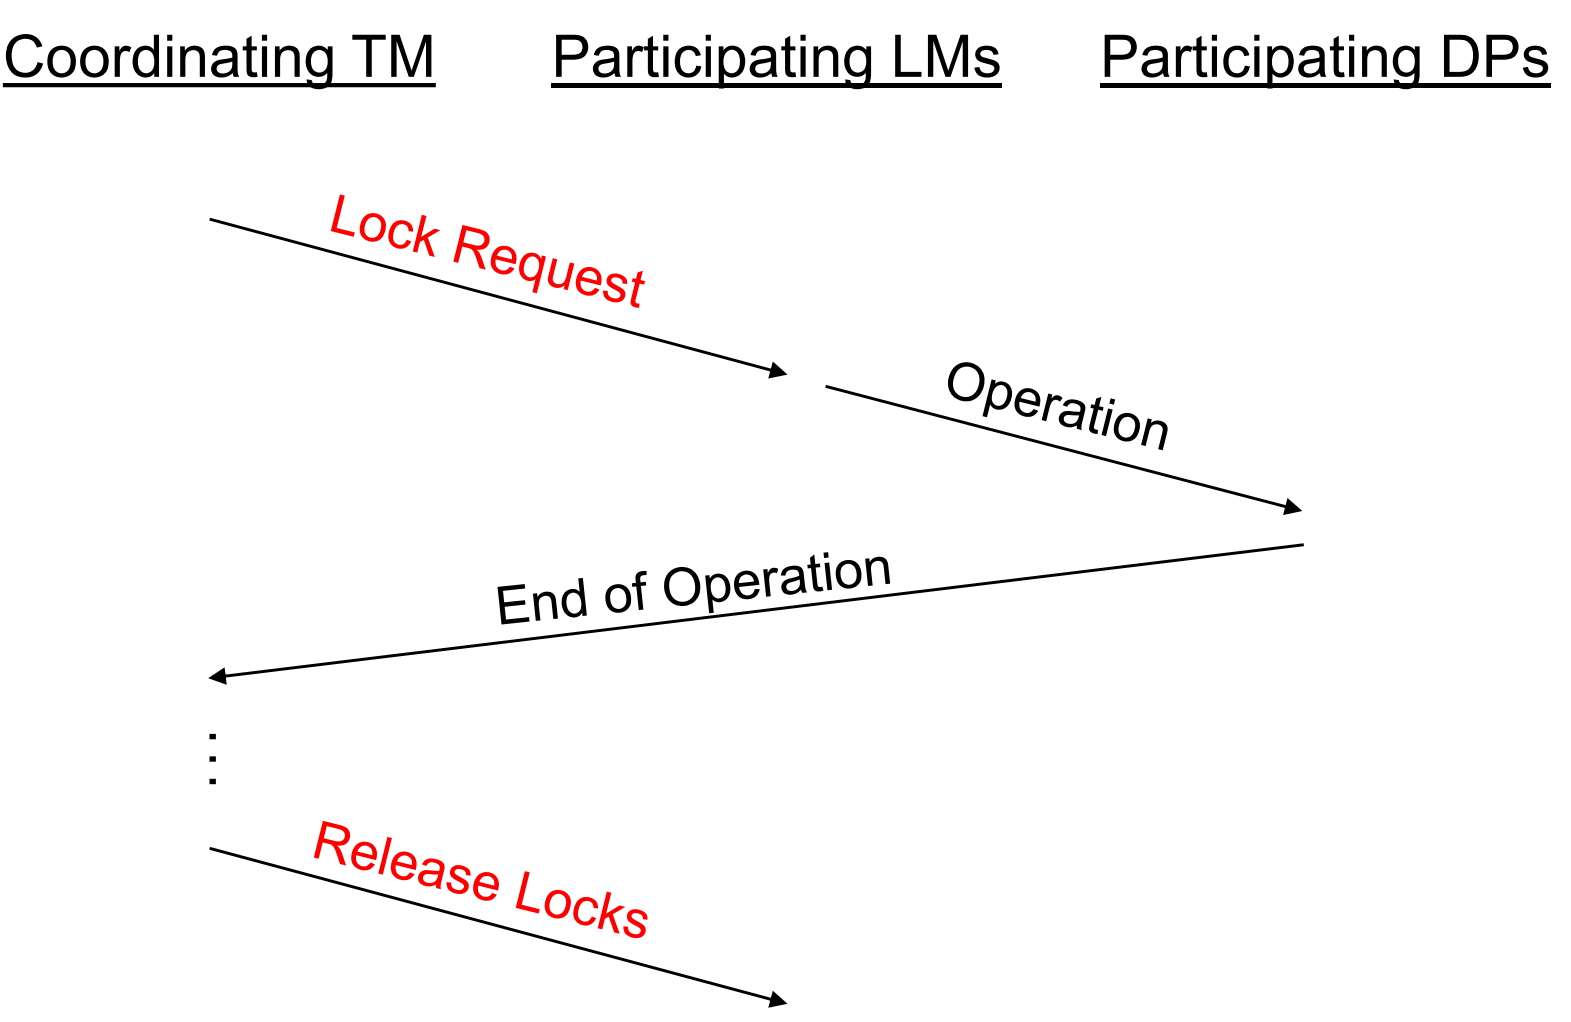 Coordinating TM Participating LMs Participating DPs
Lock Request
Operation
End of Operation
...
Release Locks